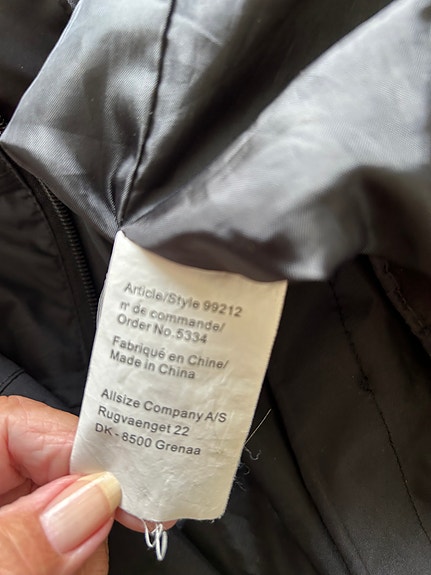 Article/Style 99212
n° de commande/
Order No.5334
Fabriqué en Chine/
Made in China
Allsize Company A/S
Rugvaenget 22
DK - 8500 Grenaa